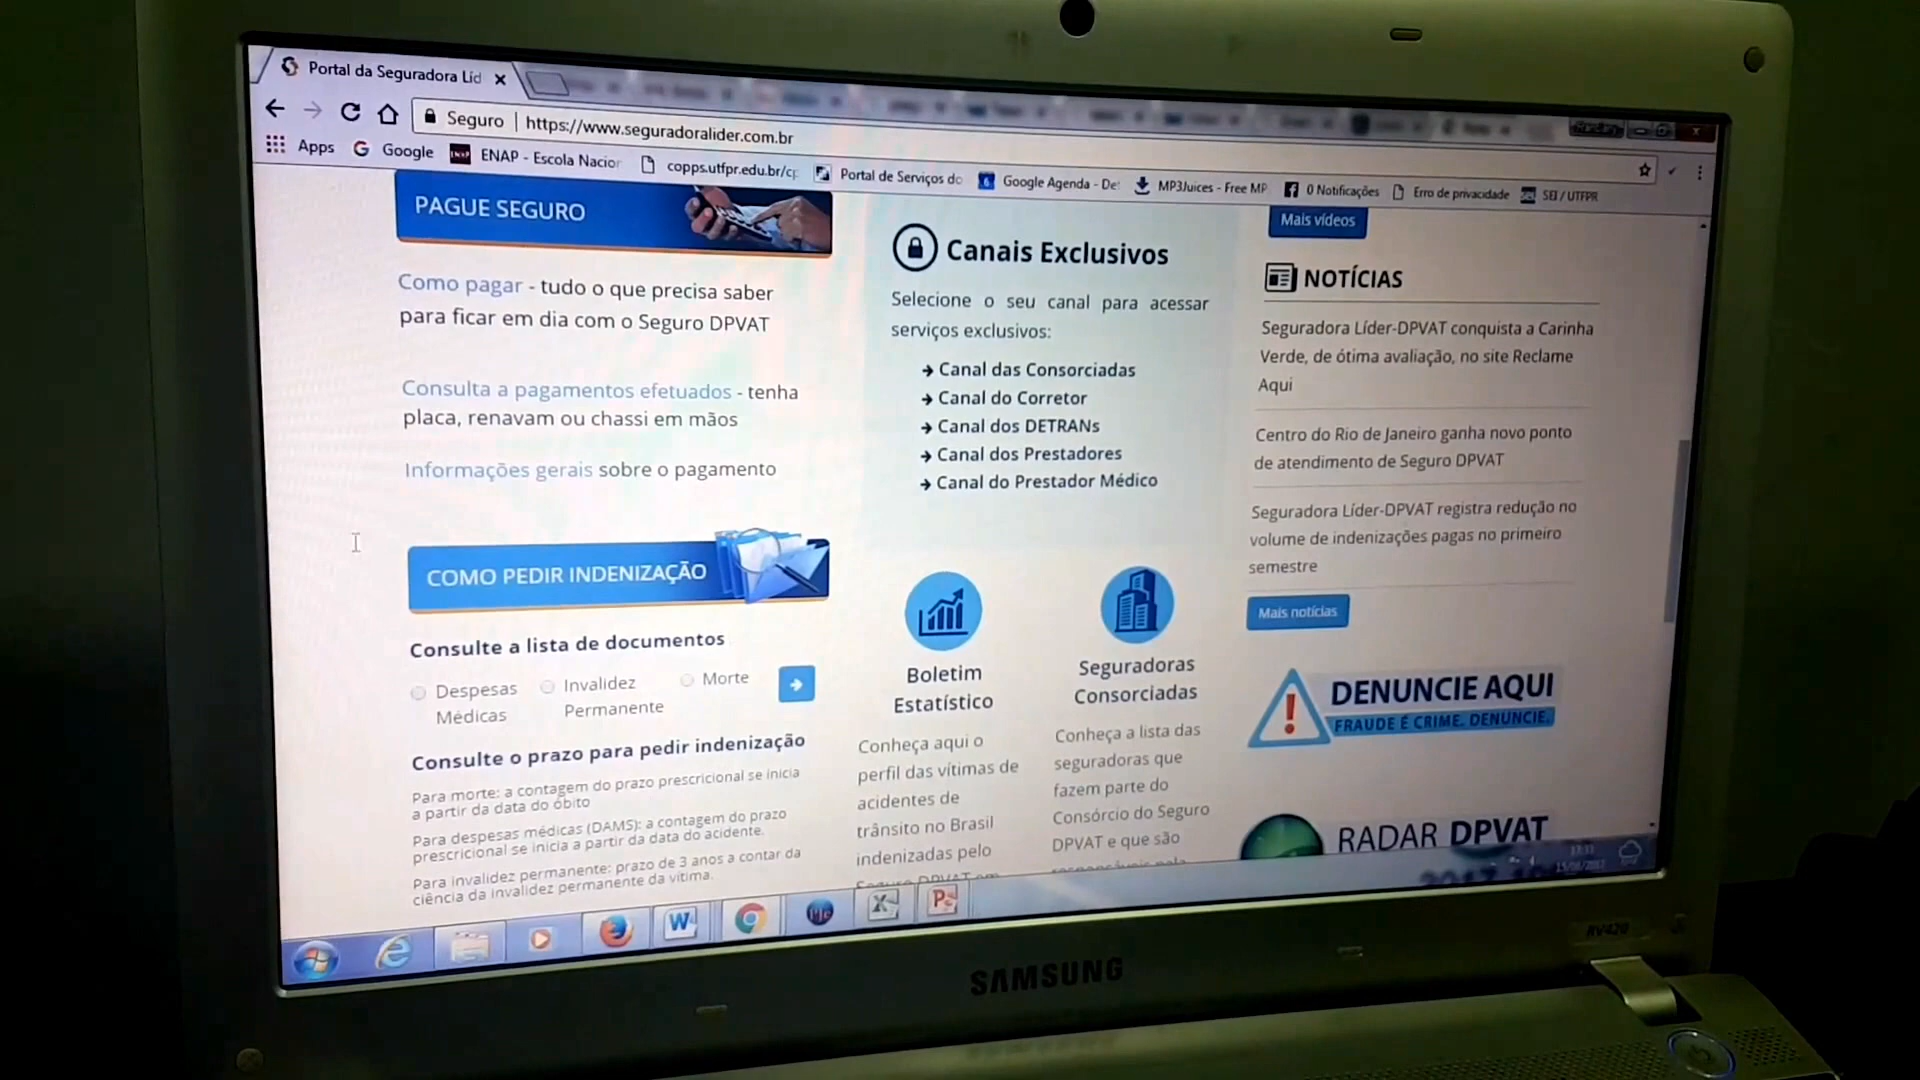 Portal da Seguradora Líd
Seguro | https://www.seguradoralider.com.br
Apps
Google
ENAP - Escola Nacior
copps.utfpr.edu.br/cp
Portal de Serviços do
Google Agenda - De
MP3Juices - Free MP
0 Notificações
Erro de privacidade
SEI / UTFPR
PAGUE SEGURO
Como pagar - tudo o que precisa saber
para ficar em dia com o Seguro DPVAT
Consulta a pagamentos efetuados - tenha
placa, renavam ou chassi em mãos
Informações gerais sobre o pagamento
COMO PEDIR INDENIZAÇÃO
Consulte a lista de documentos
Despesas
Médicas
Invalidez
Permanente
Morte
Consulte o prazo para pedir indenização
Para morte: a contagem do prazo prescricional se inicia
a partir da data do óbito
Para despesas médicas (DAMS): a contagem do prazo
prescricional se inicia a partir da data do acidente.
Para invalidez permanente: prazo de 3 anos a contar da
ciência da invalidez permanente da vítima.
Canais Exclusivos
Selecione o seu canal para acessar
serviços exclusivos:
Canal das Consorciadas
Canal do Corretor
Canal dos DETRANs
Canal dos Prestadores
Canal do Prestador Médico
Boletim
Estatístico
Conheça aqui o
perfil das vítimas de
acidentes de
trânsito no Brasil
indenizadas pelo
Seguro DPVAT em
Seguradoras
Consorciadas
Conheça a lista das
seguradoras que
fazem parte do
Consórcio do Seguro
DPVAT e que são
responsáveis pela
Mais vídeos
NOTÍCIAS
Seguradora Líder-DPVAT conquista a Carinha
Verde, de ótima avaliação, no site Reclame
Aqui
Centro do Rio de Janeiro ganha novo ponto
de atendimento de Seguro DPVAT
Seguradora Líder-DPVAT registra redução no
volume de indenizações pagas no primeiro
semestre
Mais notícias
DENUNCIE AQUI
FRAUDE É CRIME. DENUNCIE.
RADAR DPVAT
SAMSUNG
RV420